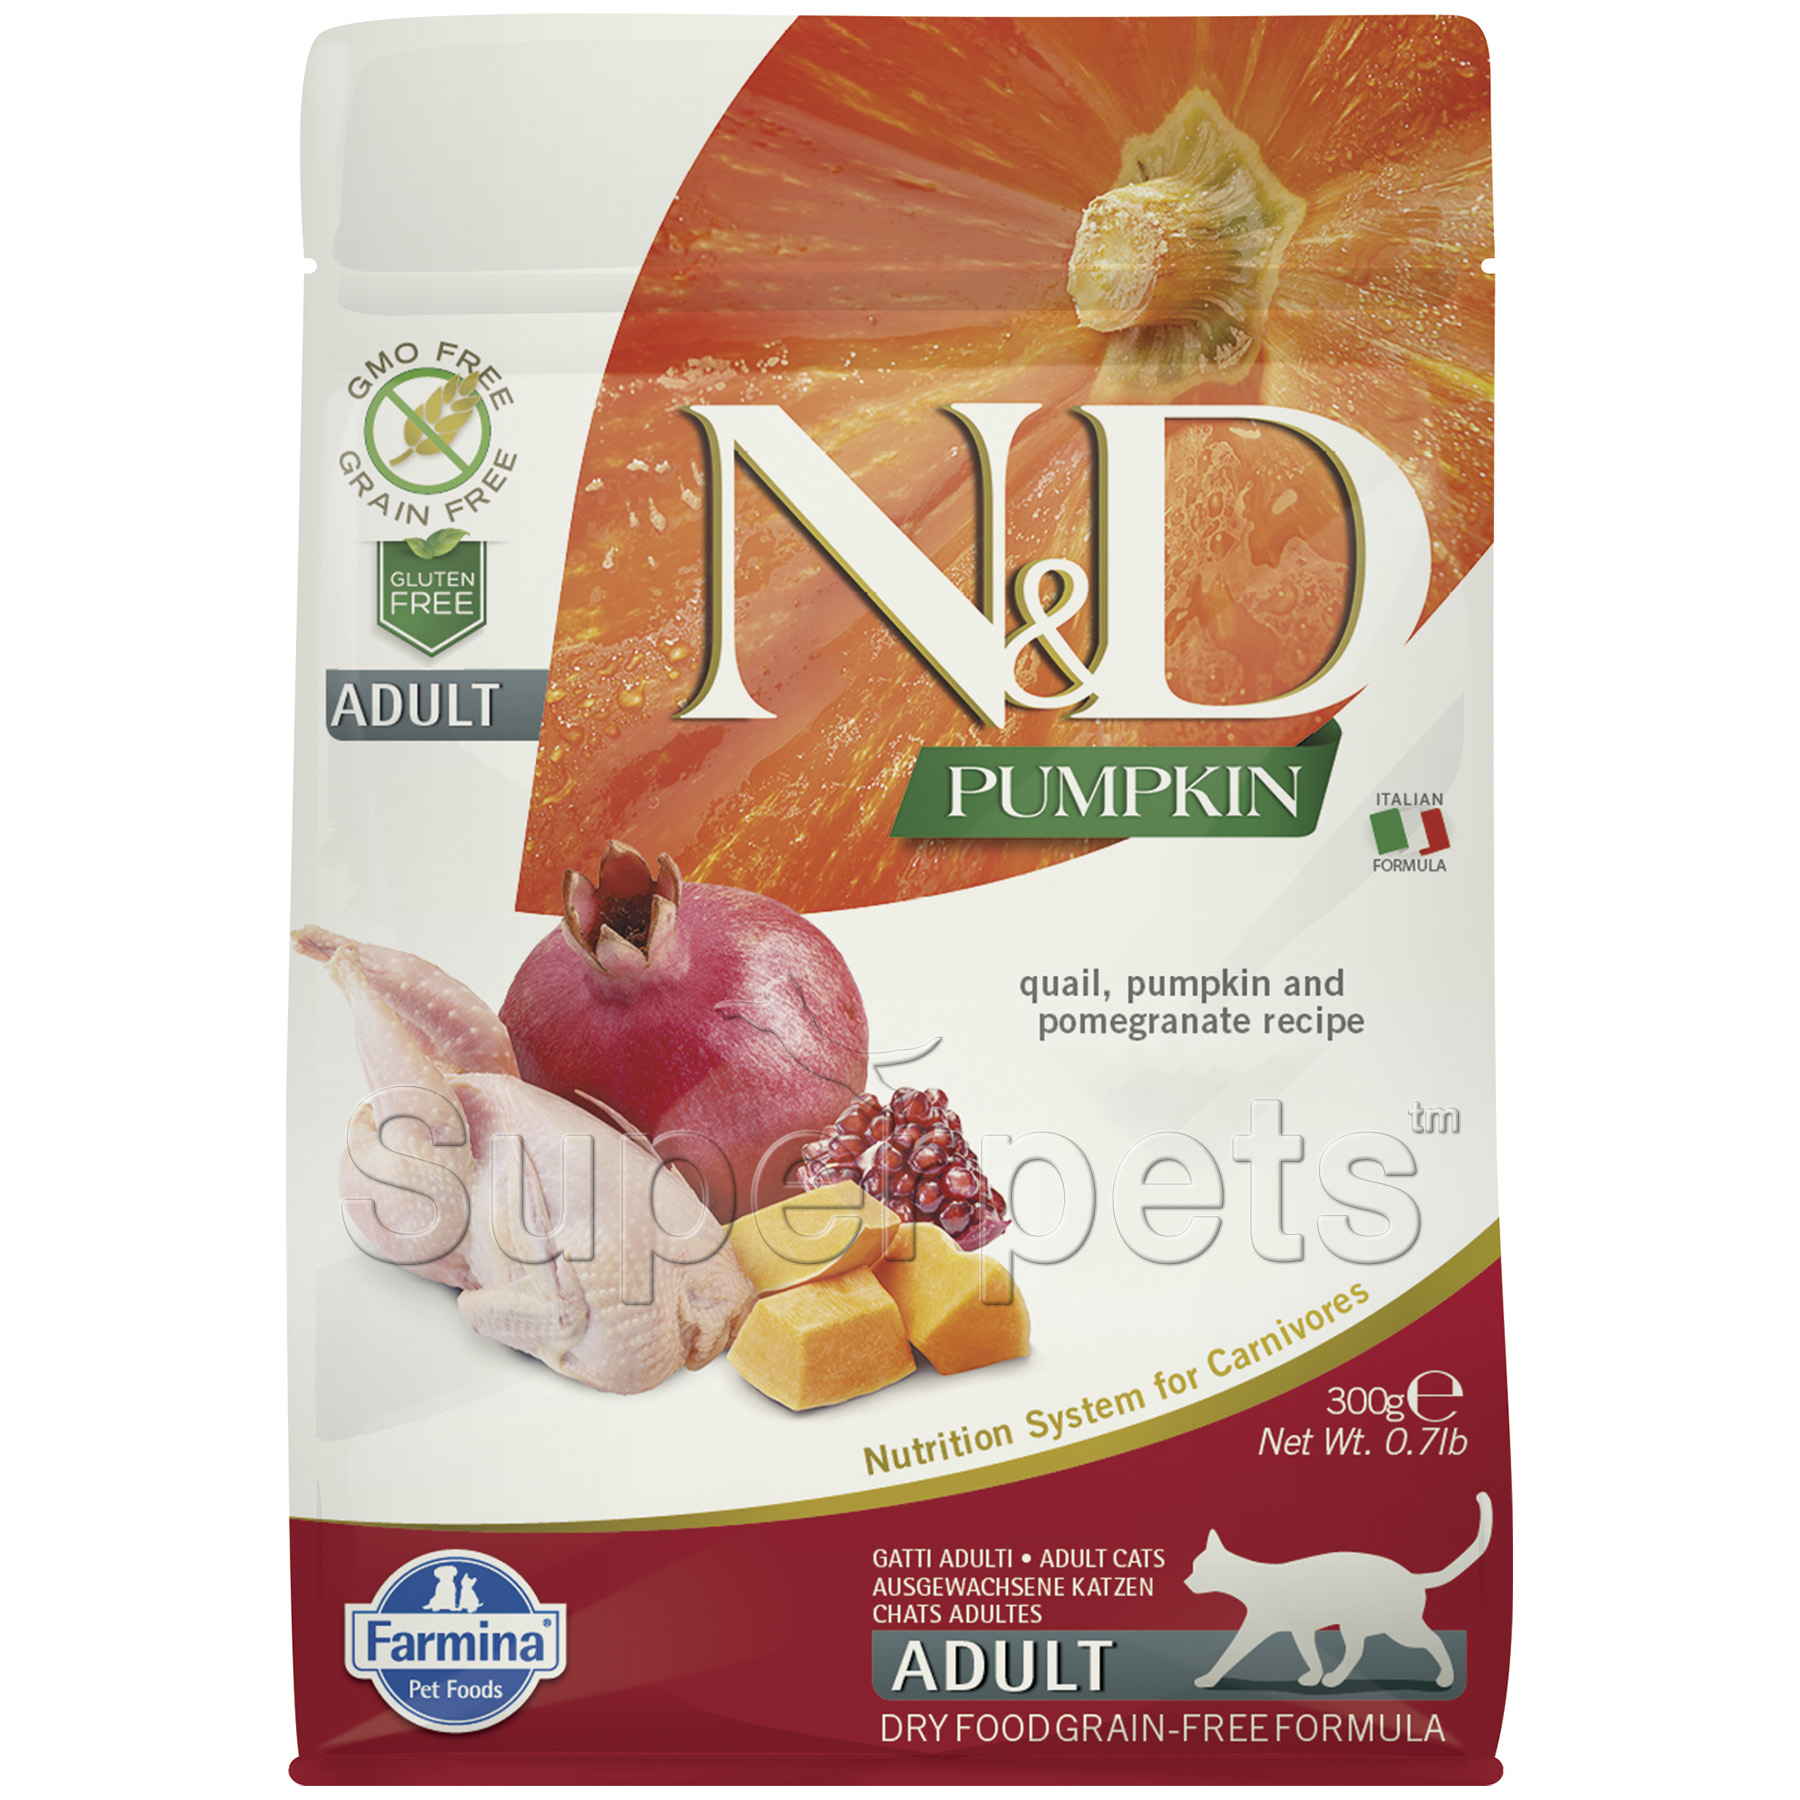 GMO FREE
GRAIN FREE
GLUTEN
FREE
ADULT
N&D
PUMPKIN
ITALIAN
FORMULA
quail, pumpkin and
pomegranate recipe
Superpets™
Nutrition System for Carnivores
300g℮
Net Wt. 0.7lb
GATTI ADULTI • ADULT CATS
AUSGEWACHSENE KATZEN
CHATS ADULTES
ADULT
DRY FOOD GRAIN-FREE FORMULA
Farmina®
Pet Foods